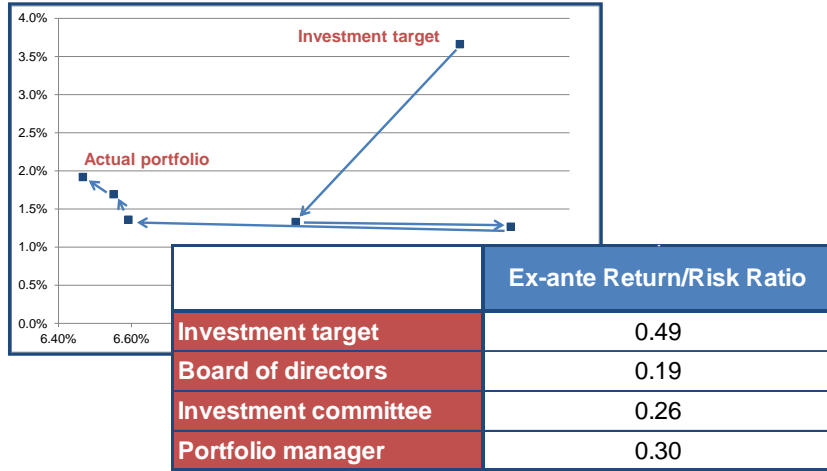 4.0%
Investment target
3.5%
3.0%
2.5%
2.0%
Actual portfolio
1.5%
1.0%
0.5%
0.0%
6.40%
6.60%
Ex-ante Return/Risk Ratio
Investment target 0.49
Board of directors 0.19
Investment committee 0.26
Portfolio manager 0.30